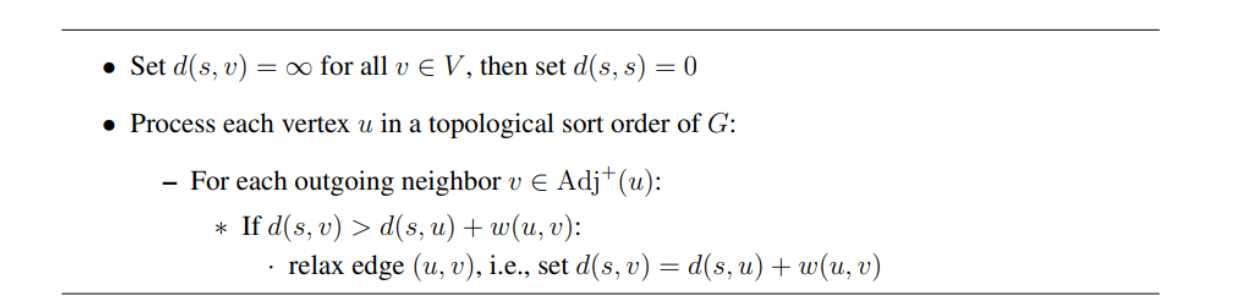 • Set d(s, v) = ∞ for all v ∈ V, then set d(s, s) = 0
• Process each vertex u in a topological sort order of G:
– For each outgoing neighbor v ∈ Adj⁺(u):
∗ If d(s, v) > d(s, u) + w(u, v):
· relax edge (u, v), i.e., set d(s, v) = d(s, u) + w(u, v)